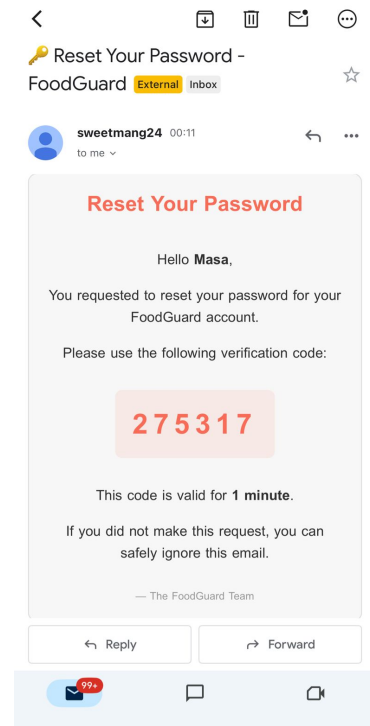 🔑 Reset Your Password -
FoodGuard External Inbox
sweetmang24 00:11
to me
Reset Your Password
Hello Masa,
You requested to reset your password for your
FoodGuard account.
Please use the following verification code:
275317
This code is valid for 1 minute.
If you did not make this request, you can
safely ignore this email.
— The FoodGuard Team
Reply Forward
99+